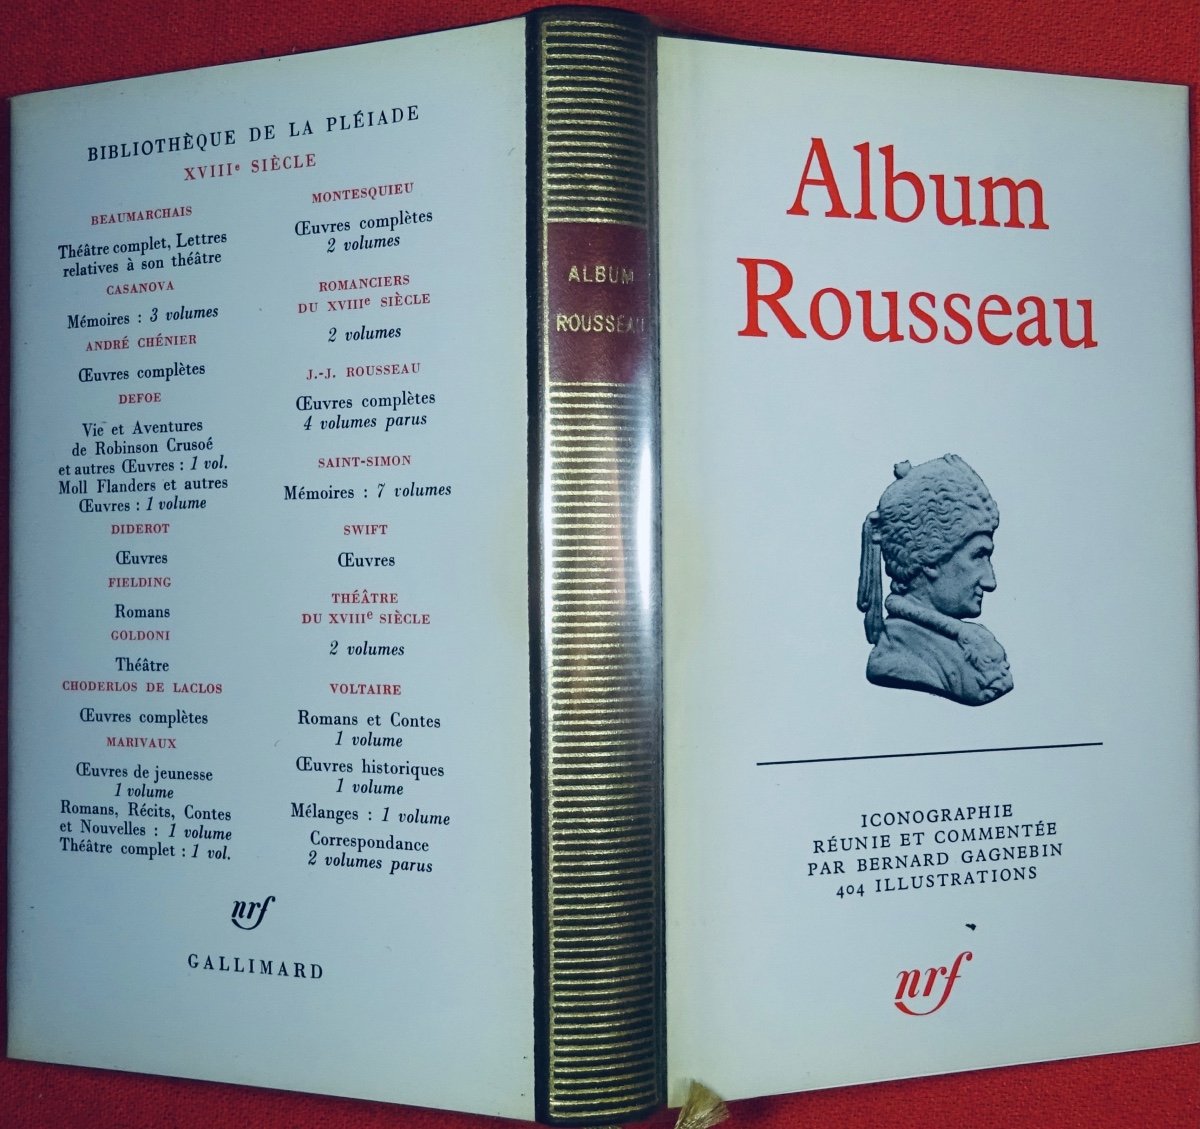 BIBLIOTHÈQUE DE LA PLÉIADE
XVIIIe SIÈCLE
BEAUMARCHAIS
Théâtre complet, Lettres
relatives à son théâtre
CASANOVA
Mémoires : 3 volumes
ANDRÉ CHÉNIER
Œuvres complètes
DEFOE
Vie et Aventures
de Robinson Crusoé
et autres Œuvres : 1 vol.
Moll Flanders et autres
Œuvres : 1 volume
DIDEROT
Œuvres
FIELDING
Romans
GOLDONI
Théâtre
CHODERLOS DE LACLOS
Œuvres complètes
MARIVAUX
Œuvres de jeunesse
1 volume
Romans, Récits, Contes
et Nouvelles : 1 volume
Théâtre complet : 1 vol.
MONTESQUIEU
Œuvres complètes
2 volumes
ROMANCIERS
DU XVIIIe SIÈCLE
2 volumes
J.-J. ROUSSEAU
Œuvres complètes
4 volumes parus
SAINT-SIMON
Mémoires : 7 volumes
SWIFT
Œuvres
THÉÂTRE
DU XVIIIe SIÈCLE
2 volumes
VOLTAIRE
Romans et Contes
1 volume
Œuvres historiques
1 volume
Mélanges : 1 volume
Correspondance
2 volumes parus
nrf
GALLIMARD
ALBUM
ROUSSEAU
Album
Rousseau
ICONOGRAPHIE
RÉUNIE ET COMMENTÉE
PAR BERNARD GAGNEBIN
404 ILLUSTRATIONS
nrf